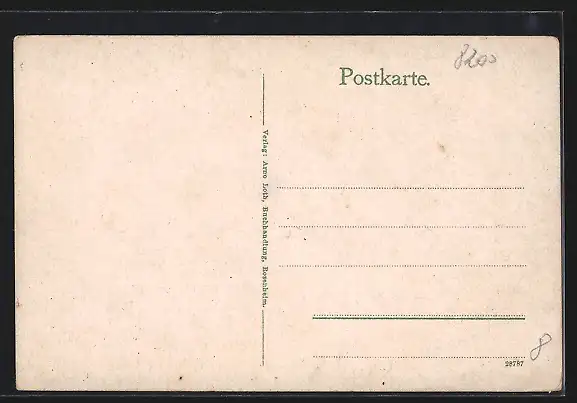 8200
Postkarte.
Verlag: Arno Loth, Buchhandlung, Rosenheim.
8
28787